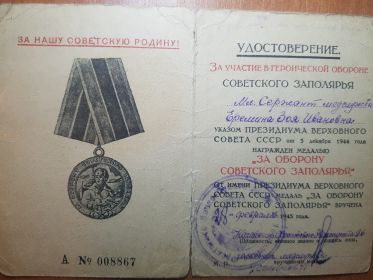 ЗА НАШУ СОВЕТСКУЮ РОДИНУ!
А № 008867
УДОСТОВЕРЕНИЕ.
ЗА УЧАСТИЕ В ГЕРОИЧЕСКОЙ ОБОРОНЕ
СОВЕТСКОГО ЗАПОЛЯРЬЯ
Мл. Сержант медслужбы
Еремина Зоя Ивановна
УКАЗОМ ПРЕЗИДИУМА ВЕРХОВНОГО
СОВЕТА СССР от 5 декабря 1944 года
НАГРАЖДЕН МЕДАЛЬЮ
„ЗА ОБОРОНУ
СОВЕТСКОГО ЗАПОЛЯРЬЯ“
ОТ ИМЕНИ ПРЕЗИДИУМА ВЕРХОВНОГО
СОВЕТА СССР МЕДАЛЬ „ЗА ОБОРОНУ
СОВЕТСКОГО ЗАПОЛЯРЬЯ“ ВРУЧЕНА
февраля 1945 года.